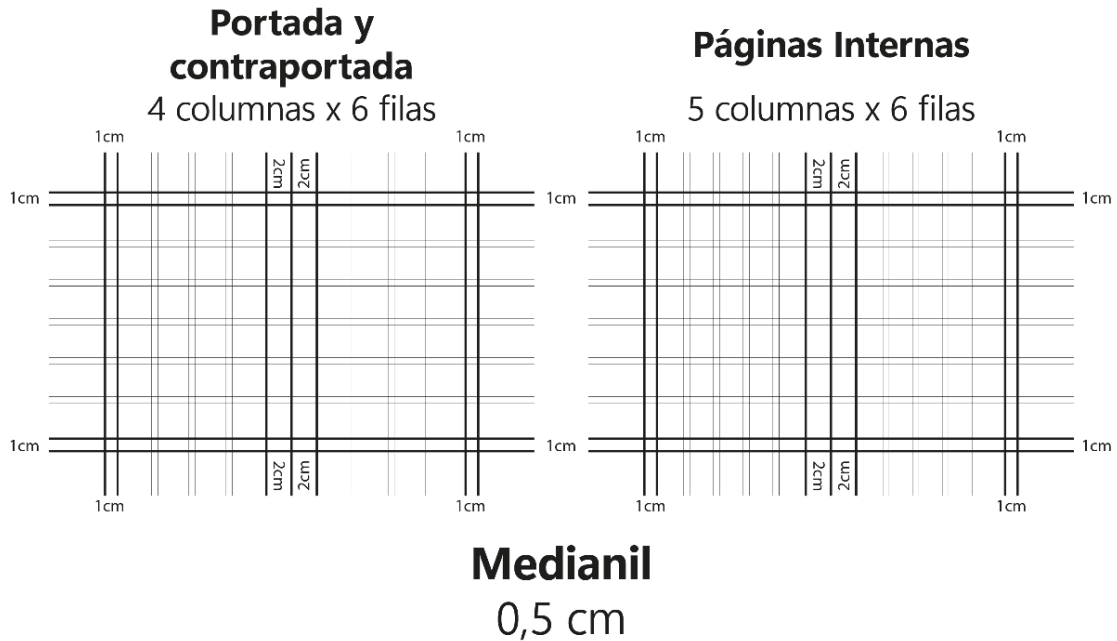 Portada y
contraportada
4 columnas x 6 filas
1cm
1cm
2cm
2cm
1cm
1cm
2cm
2cm
1cm
1cm
Páginas Internas
5 columnas x 6 filas
1cm
1cm
2cm
2cm
1cm
1cm
1cm
1cm
2cm
2cm
1cm
1cm
Medianil
0,5 cm